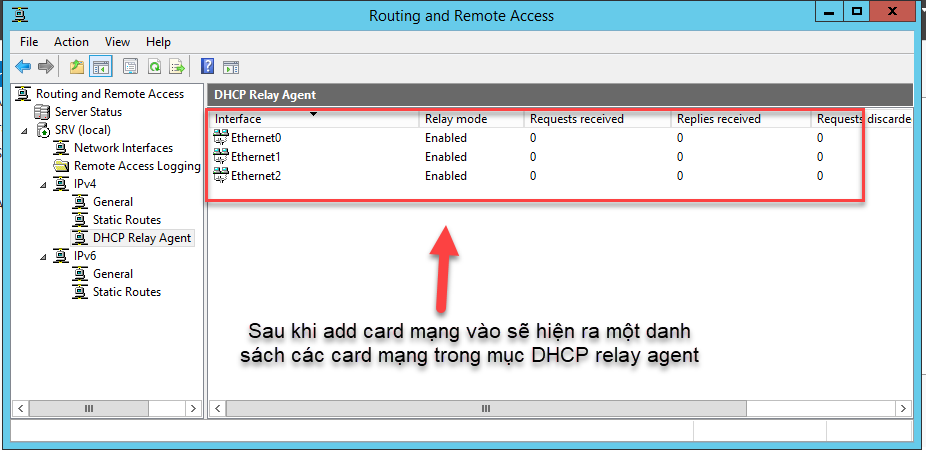 Routing and Remote Access
File Action View Help
Routing and Remote Access
Server Status
SRV (local)
Network Interfaces
Remote Access Logging
IPv4
General
Static Routes
DHCP Relay Agent
IPv6
General
Static Routes
DHCP Relay Agent
Interface Relay mode Requests received Replies received Requests discarde
Ethernet0 Enabled 0 0 0
Ethernet1 Enabled 0 0 0
Ethernet2 Enabled 0 0 0
Sau khi add card mạng vào sẽ hiện ra một danh
sách các card mạng trong mục DHCP relay agent